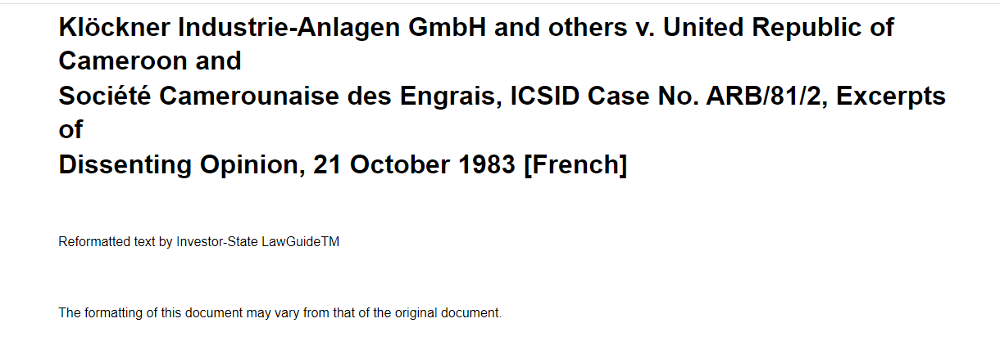 Klöckner Industrie-Anlagen GmbH and others v. United Republic of
Cameroon and
Société Camerounaise des Engrais, ICSID Case No. ARB/81/2, Excerpts
of
Dissenting Opinion, 21 October 1983 [French]
Reformatted text by Investor-State LawGuideTM
The formatting of this document may vary from that of the original document.